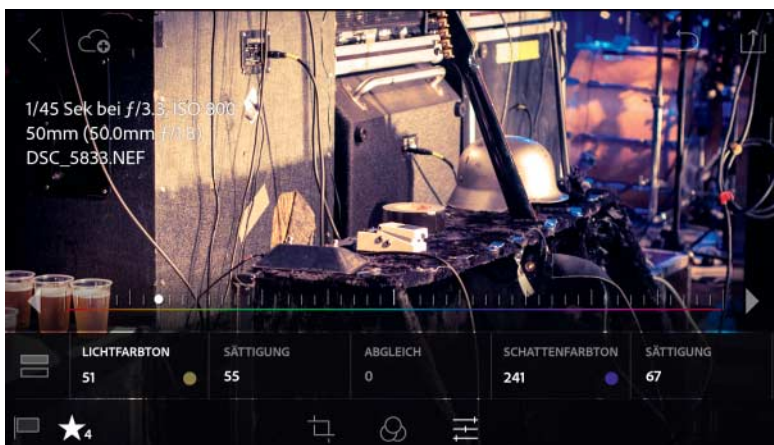 1/45 Sek bei ƒ/3.3, ISO 800
50mm (50.0mm ƒ/1.8)
DSC_5833.NEF
LICHTFARBTON SÄTTIGUNG ABGLEICH SCHATTENFARBTON SÄTTIGUNG
51 55 0 241 67
4